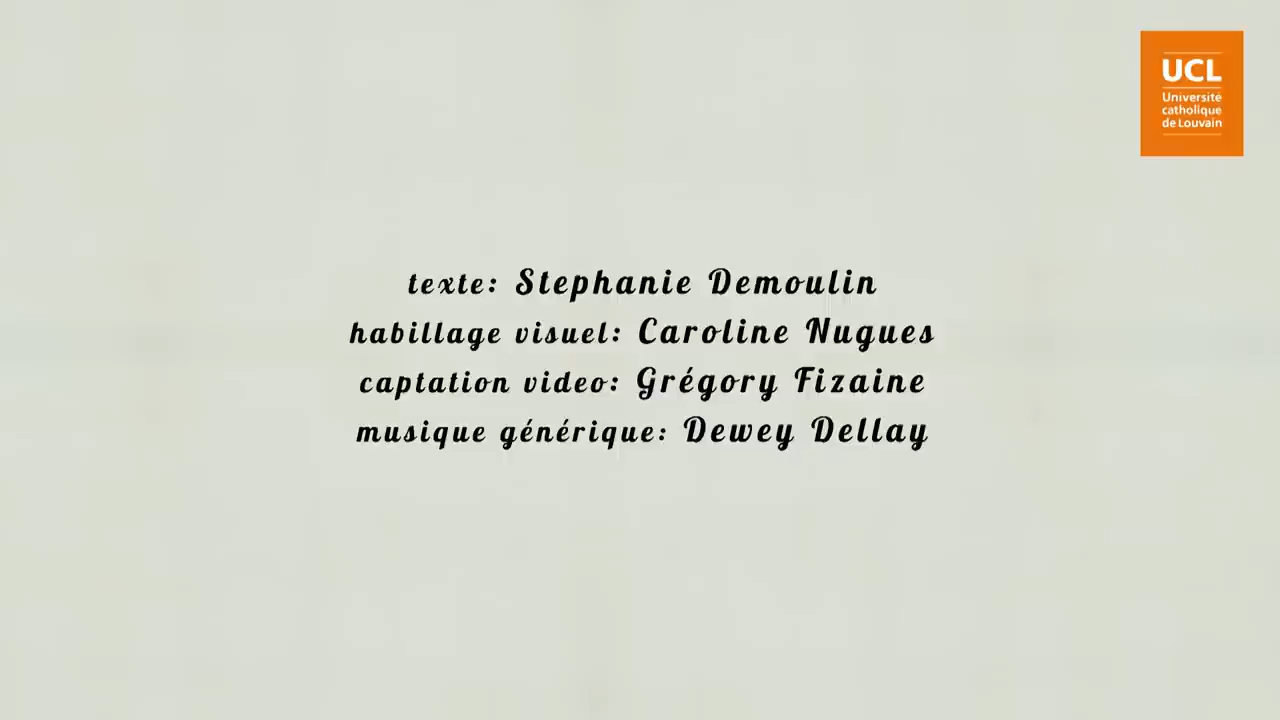 UCL
Université
catholique
de Louvain
texte: Stephanie Demoulin
habillage visuel: Caroline Nugues
captation video: Grégory Fizaine
musique générique: Dewey Dellay